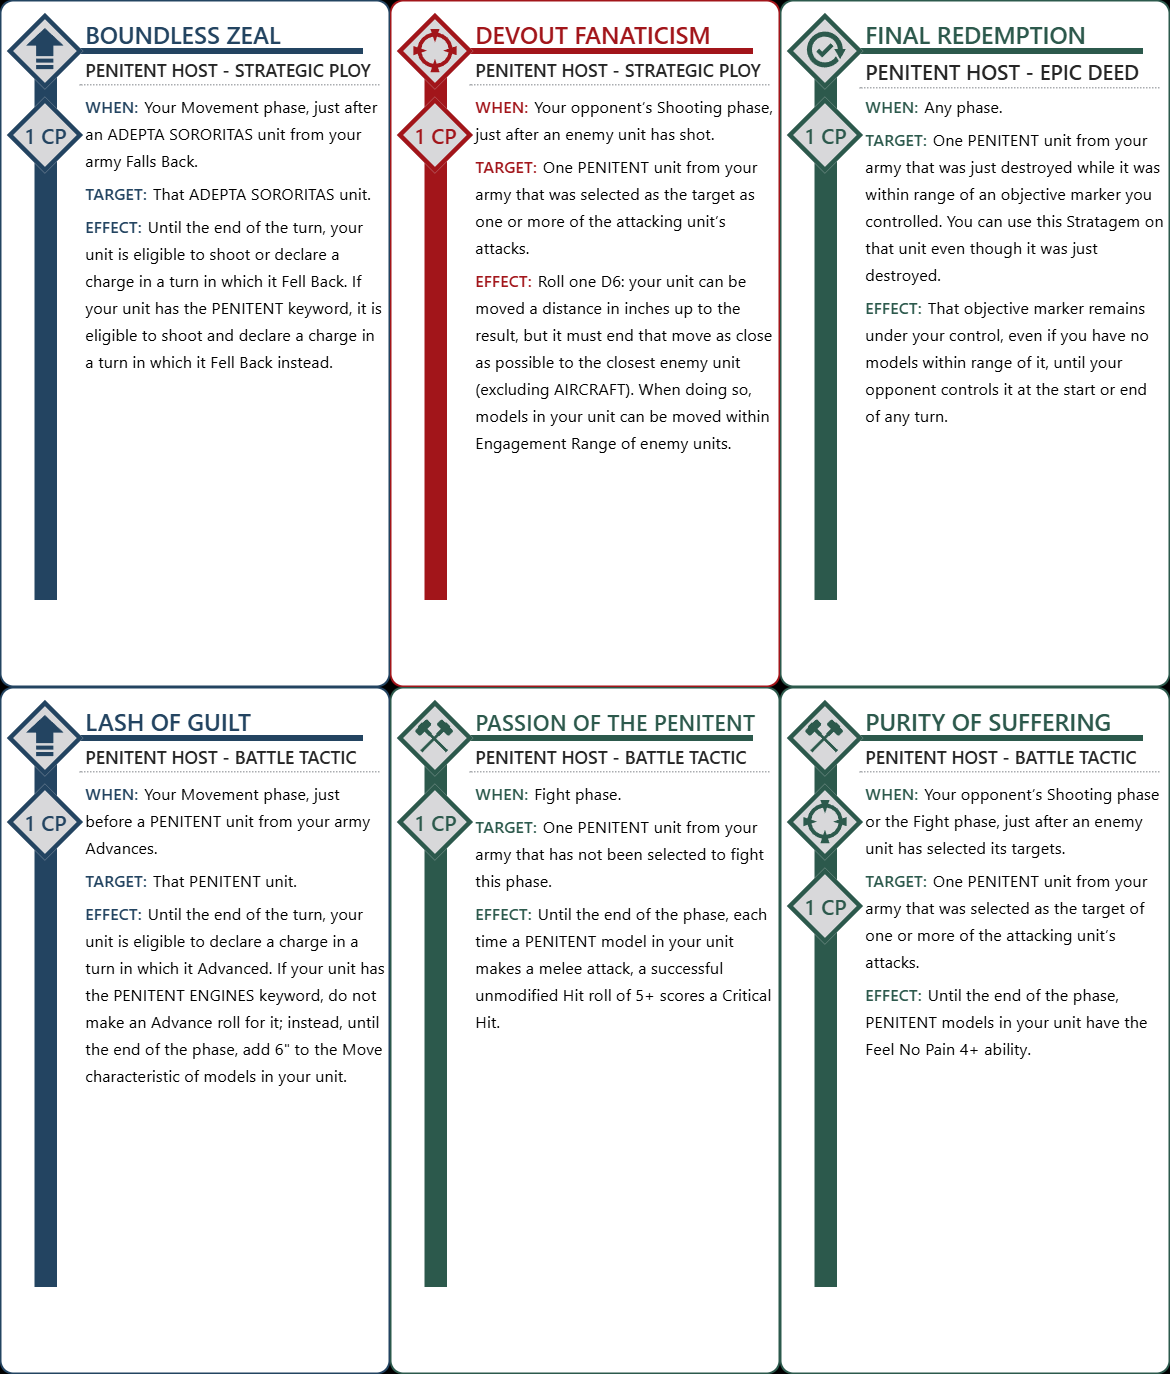 BOUNDLESS ZEAL
PENITENT HOST - STRATEGIC PLOY
1 CP
WHEN: Your Movement phase, just after
an ADEPTA SORORITAS unit from your
army Falls Back.
TARGET: That ADEPTA SORORITAS unit.
EFFECT: Until the end of the turn, your
unit is eligible to shoot or declare a
charge in a turn in which it Fell Back. If
your unit has the PENITENT keyword, it is
eligible to shoot and declare a charge in
a turn in which it Fell Back instead.
DEVOUT FANATICISM
PENITENT HOST - STRATEGIC PLOY
1 CP
WHEN: Your opponent's Shooting phase,
just after an enemy unit has shot.
TARGET: One PENITENT unit from your
army that was selected as the target as
one or more of the attacking unit's
attacks.
EFFECT: Roll one D6: your unit can be
moved a distance in inches up to the
result, but it must end that move as close
as possible to the closest enemy unit
(excluding AIRCRAFT). When doing so,
models in your unit can be moved within
Engagement Range of enemy units.
FINAL REDEMPTION
PENITENT HOST - EPIC DEED
1 CP
WHEN: Any phase.
TARGET: One PENITENT unit from your
army that was just destroyed while it was
within range of an objective marker you
controlled. You can use this Stratagem on
that unit even though it was just
destroyed.
EFFECT: That objective marker remains
under your control, even if you have no
models within range of it, until your
opponent controls it at the start or end
of any turn.
LASH OF GUILT
PENITENT HOST - BATTLE TACTIC
1 CP
WHEN: Your Movement phase, just
before a PENITENT unit from your army
Advances.
TARGET: That PENITENT unit.
EFFECT: Until the end of the turn, your
unit is eligible to declare a charge in a
turn in which it Advanced. If your unit has
the PENITENT ENGINES keyword, do not
make an Advance roll for it; instead, until
the end of the phase, add 6" to the Move
characteristic of models in your unit.
PASSION OF THE PENITENT
PENITENT HOST - BATTLE TACTIC
1 CP
WHEN: Fight phase.
TARGET: One PENITENT unit from your
army that has not been selected to fight
this phase.
EFFECT: Until the end of the phase, each
time a PENITENT model in your unit
makes a melee attack, a successful
unmodified Hit roll of 5+ scores a Critical
Hit.
PURITY OF SUFFERING
PENITENT HOST - BATTLE TACTIC
1 CP
WHEN: Your opponent's Shooting phase
or the Fight phase, just after an enemy
unit has selected its targets.
TARGET: One PENITENT unit from your
army that was selected as the target of
one or more of the attacking unit's
attacks.
EFFECT: Until the end of the phase,
PENITENT models in your unit have the
Feel No Pain 4+ ability.